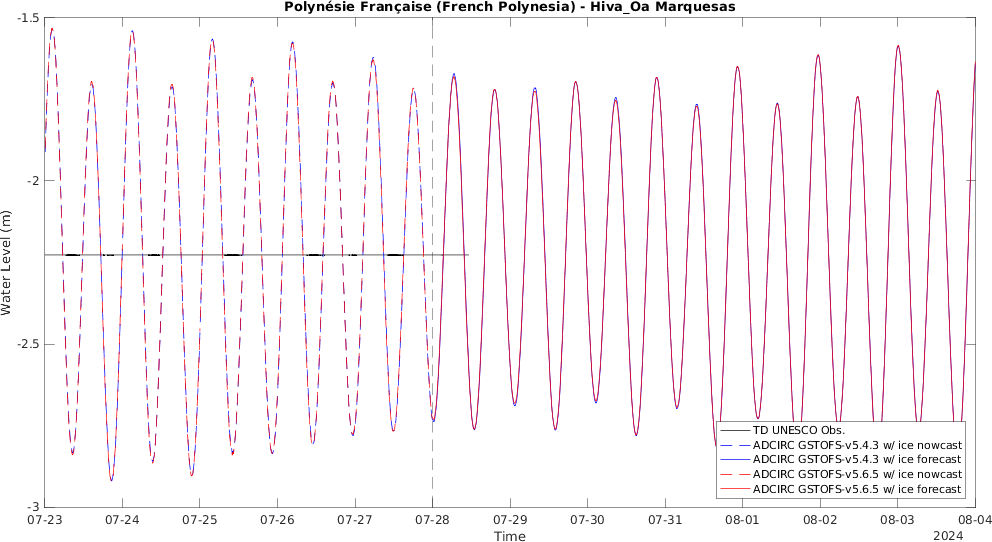 Polynésie Française (French Polynesia) - Hiva_Oa Marquesas
-1.5
-2
-2.5
-3
Water Level (m)
TD UNESCO Obs.
ADCIRC GSTOFS-v5.4.3 w/ ice nowcast
ADCIRC GSTOFS-v5.4.3 w/ ice forecast
ADCIRC GSTOFS-v5.6.5 w/ ice nowcast
ADCIRC GSTOFS-v5.6.5 w/ ice forecast
07-23 07-24 07-25 07-26 07-27 07-28 07-29 07-30 07-31 08-01 08-02 08-03 08-04
Time
2024